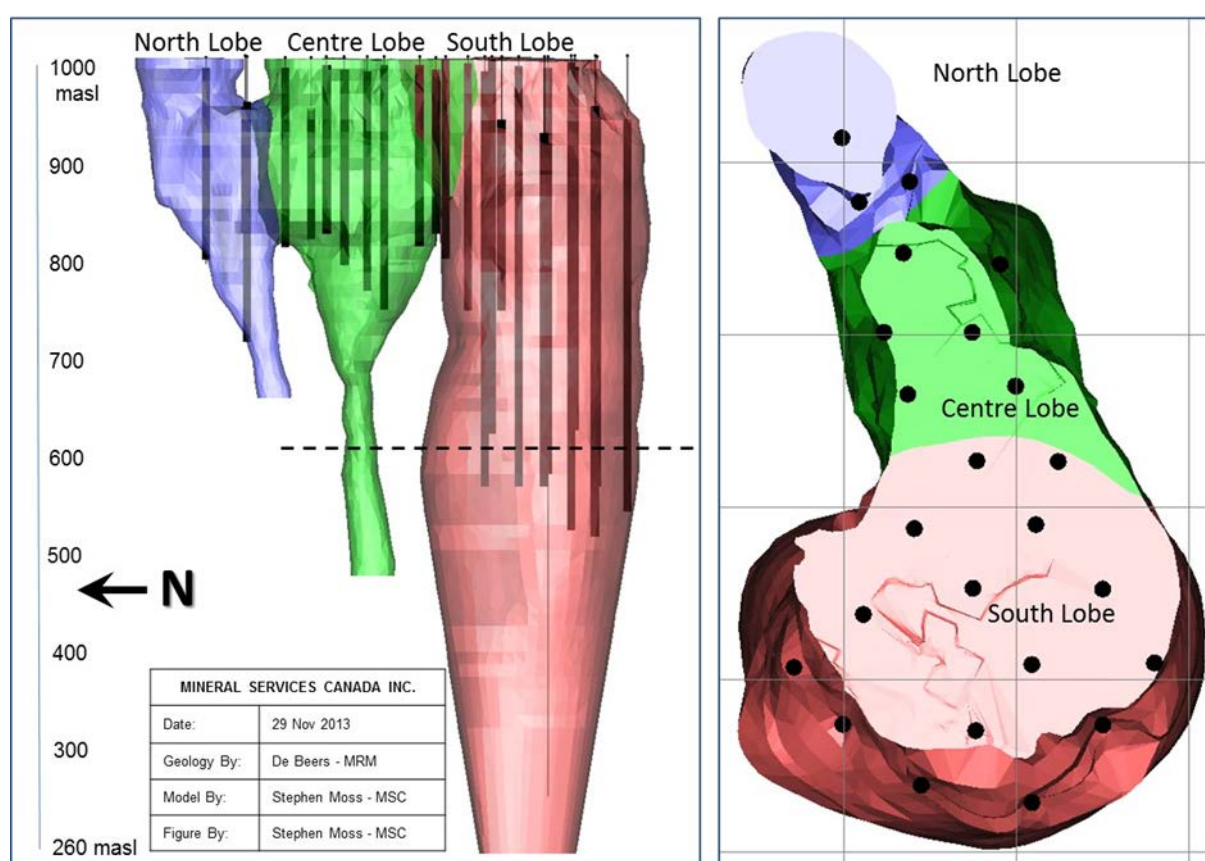 North Lobe
Centre Lobe
South Lobe
1000
masl
900
800
700
600
500
N
400
300
260 masl
MINERAL SERVICES CANADA INC.
Date: 29 Nov 2013
Geology By: De Beers - MRM
Model By: Stephen Moss - MSC
Figure By: Stephen Moss - MSC
North Lobe
Centre Lobe
South Lobe